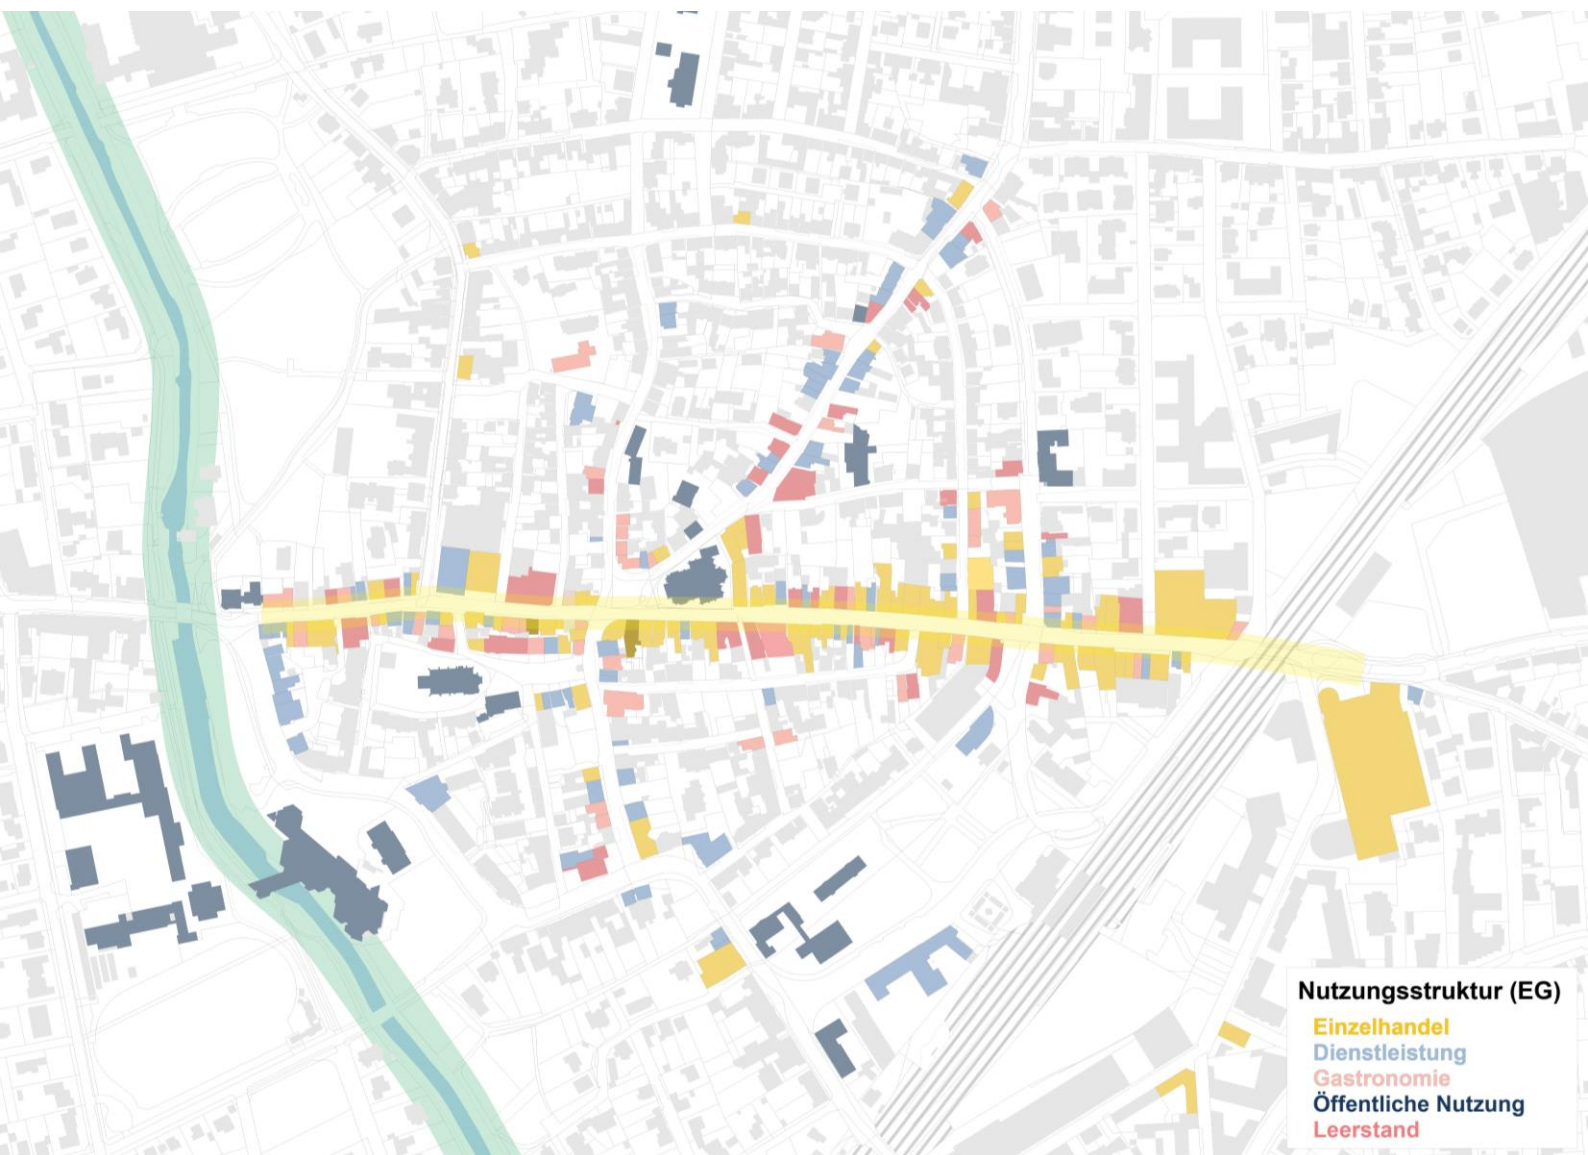 Nutzungsstruktur (EG)
Einzelhandel
Dienstleistung
Gastronomie
Öffentliche Nutzung
Leerstand